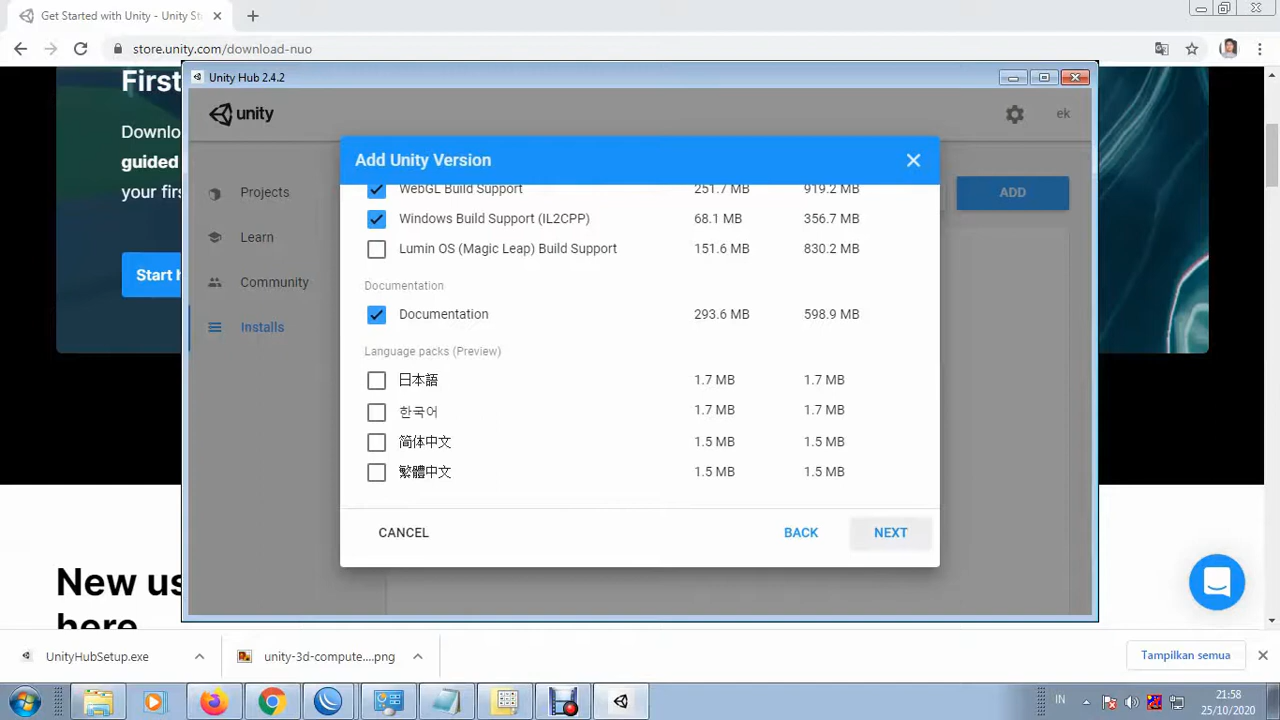 Get Started with Unity - Unity St
store.unity.com/download-nuo
First
Unity Hub 2.4.2
unity
ek
Downlo
guided
your firs
Start h
Projects
Learn
Community
Installs
ADD
Add Unity Version
WebGL Build Support 251.7 MB 919.2 MB
Windows Build Support (IL2CPP) 68.1 MB 356.7 MB
Lumin OS (Magic Leap) Build Support 151.6 MB 830.2 MB
Documentation
Documentation 293.6 MB 598.9 MB
Language packs (Preview)
日本語 1.7 MB 1.7 MB
한국어 1.7 MB 1.7 MB
简体中文 1.5 MB 1.5 MB
繁體中文 1.5 MB 1.5 MB
CANCEL BACK NEXT
New us
here
UnityHubSetup.exe
unity-3d-compute....png
Tampilkan semua
IN
21:58
25/10/2020